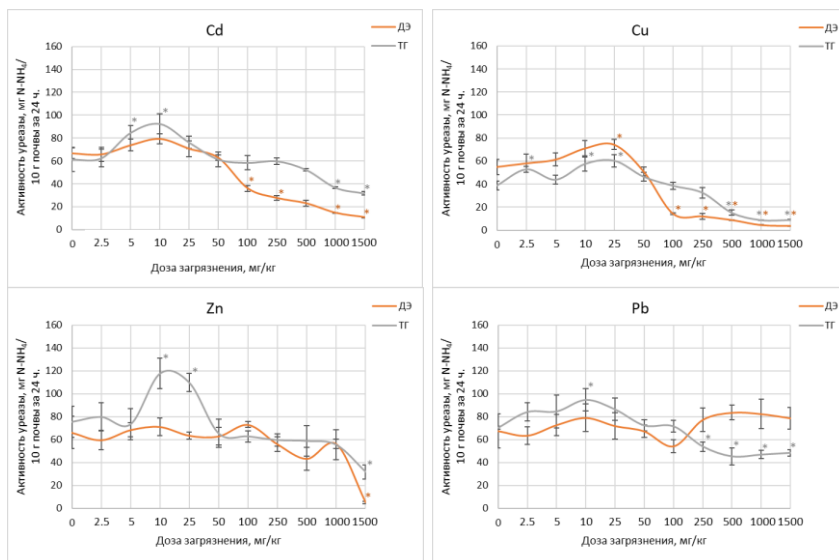 Cd
ДЭ
ТГ
Активность уреазы, мг N-NH₄/
10 г почвы за 24 ч.
160
140
120
100
80
60
40
20
0
* * * * * * * *
0 2.5 5 10 25 50 100 250 500 1000 1500
Доза загрязнения, мг/кг
Cu
ДЭ
ТГ
Активность уреазы, мг N-NH₄/
10 г почвы за 24 ч.
160
140
120
100
80
60
40
20
0
* * * * * * ** ** **
0 2.5 5 10 25 50 100 250 500 1000 1500
Доза загрязнения, мг/кг
Zn
ДЭ
ТГ
Активность уреазы, мг N-NH₄/
10 г почвы за 24 ч.
160
140
120
100
80
60
40
20
0
* * * *
0 2.5 5 10 25 50 100 250 500 1000 1500
Доза загрязнения, мг/кг
Pb
ДЭ
ТГ
Активность уреазы, мг N-NH₄/
10 г почвы за 24 ч.
160
140
120
100
80
60
40
20
0
* * * * *
0 2.5 5 10 25 50 100 250 500 1000 1500
Доза загрязнения, мг/кг